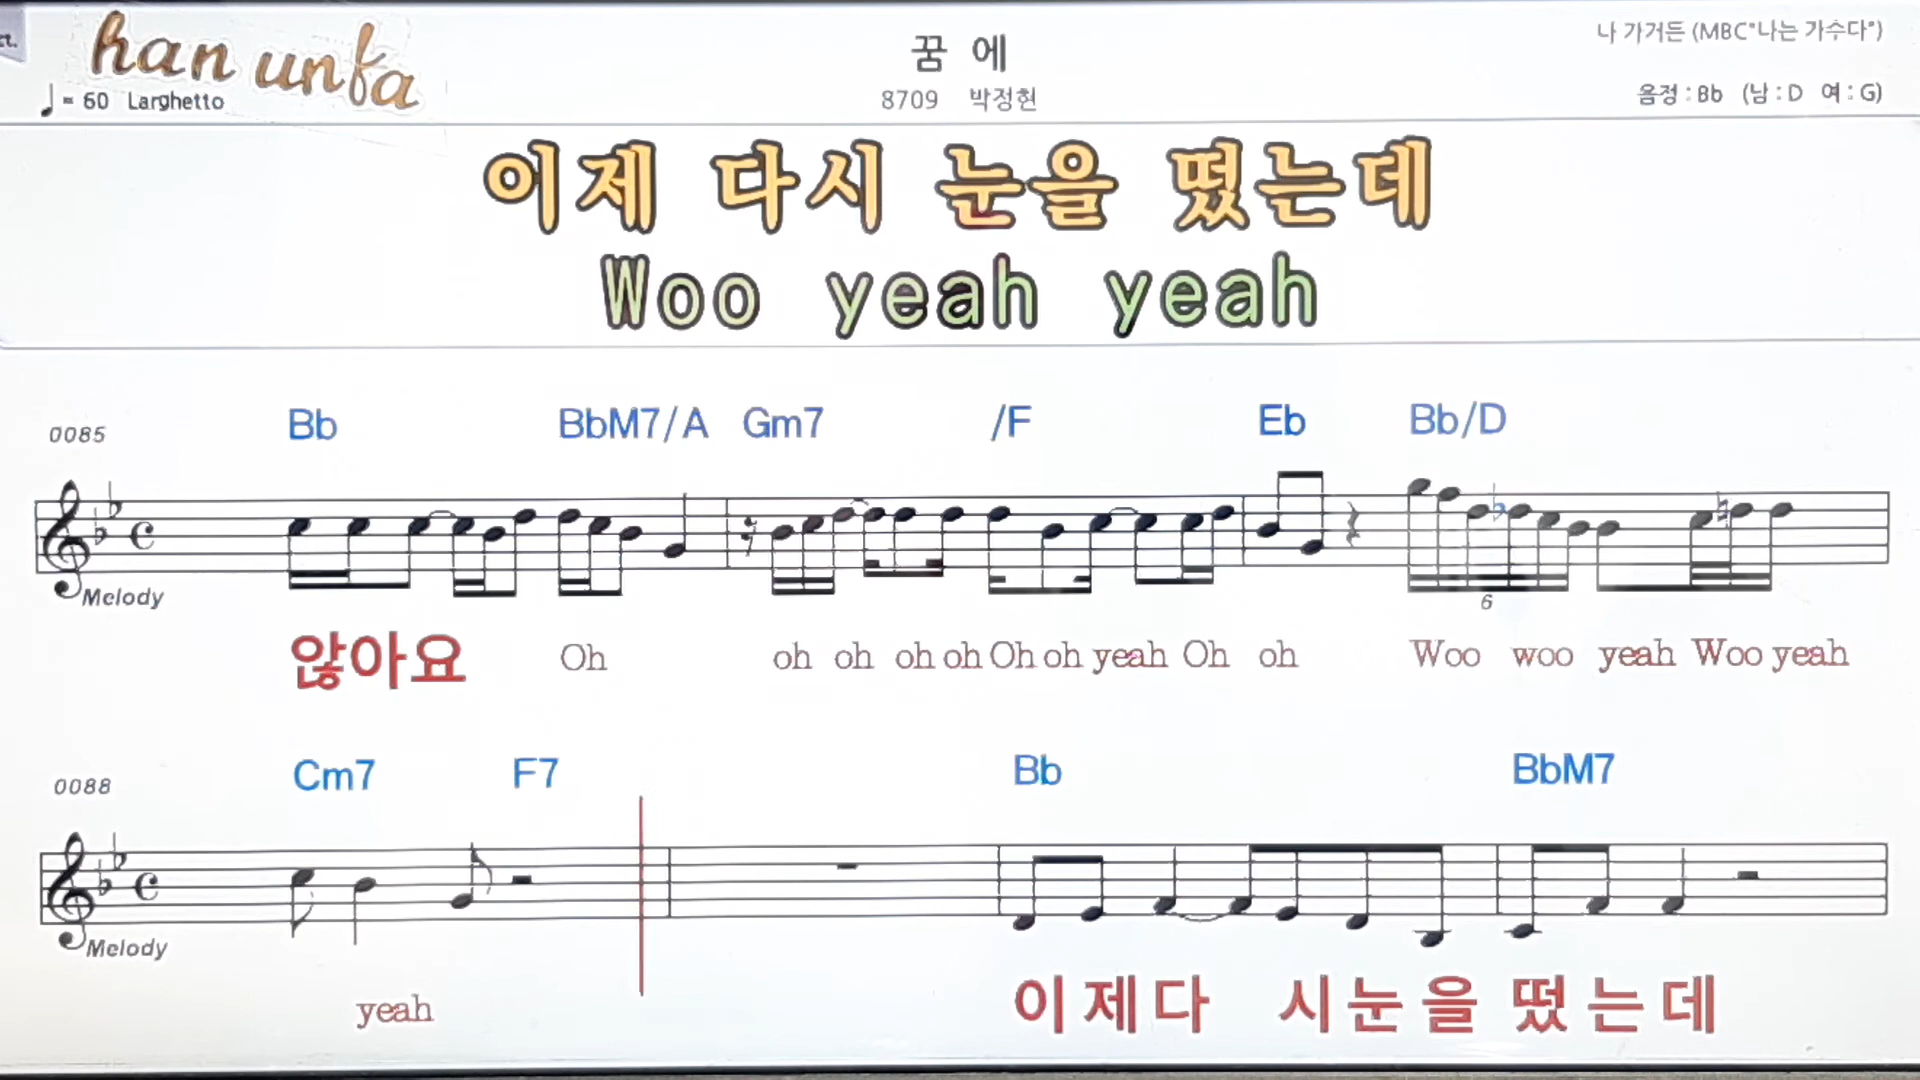 ct.
han unfa
♩= 60 Larghetto
꿈 에
8709 박정현
나 가거든 (MBC"나는 가수다")
음정 : Bb (남 : D 여 : G)
이제 다시 눈을 떴는데
Woo yeah yeah
0085 Bb BbM7/A Gm7 /F Eb Bb/D
Melody
6
않아요 Oh oh oh oh oh Oh oh yeah Oh oh Woo woo yeah Woo yeah
0088 Cm7 F7 Bb BbM7
Melody
yeah 이제다 시눈을 떴는데